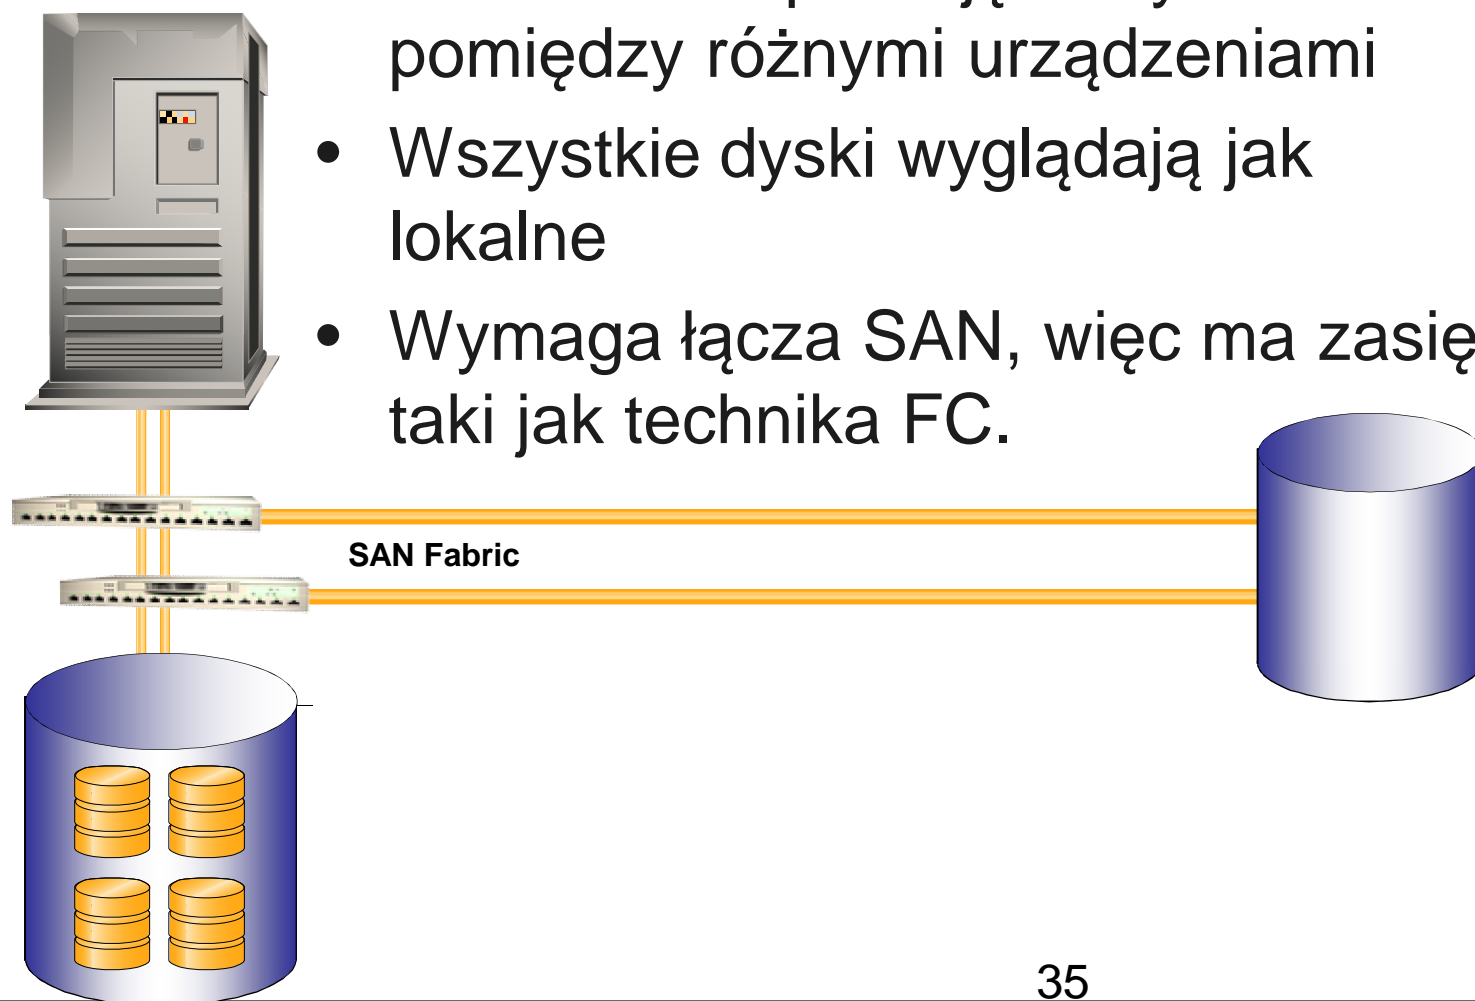 pomiędzy różnymi urządzeniami
• Wszystkie dyski wyglądają jak
lokalne
• Wymaga łącza SAN, więc ma zasię
taki jak technika FC.
SAN Fabric
35